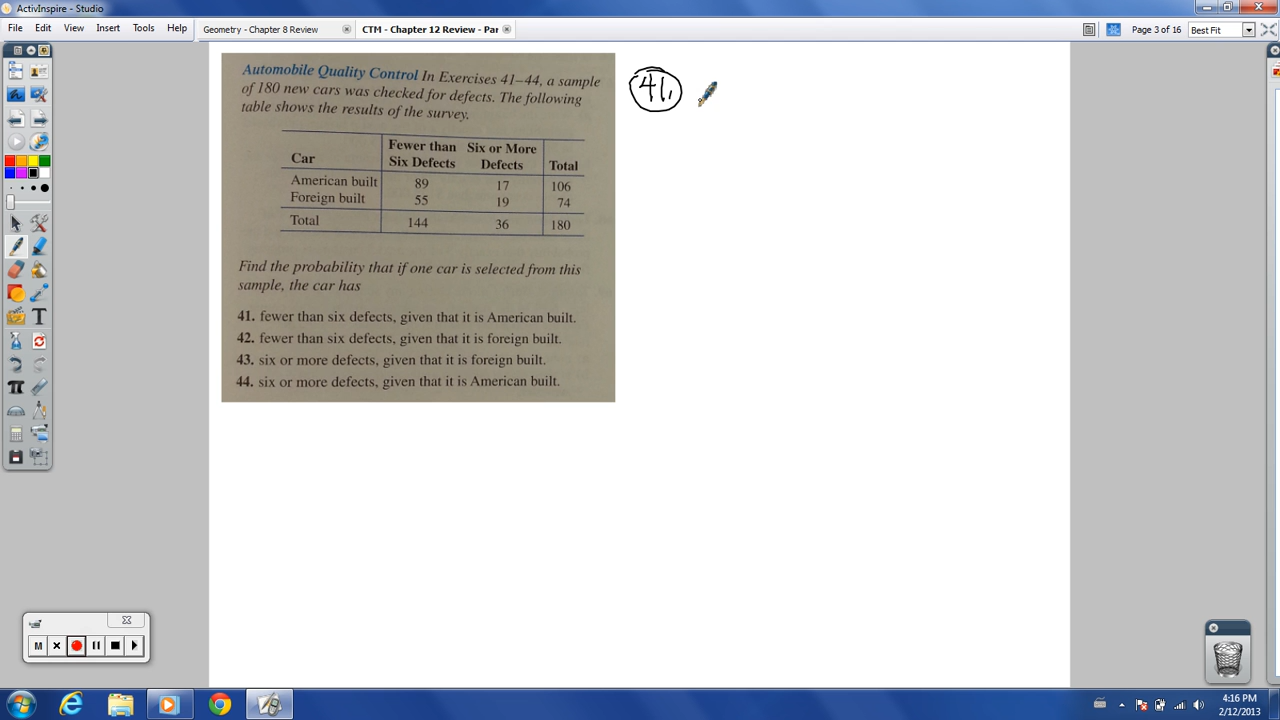 ActivInspire - Studio
File Edit View Insert Tools Help
Geometry - Chapter 8 Review
CTM - Chapter 12 Review - Par
Page 3 of 16
Best Fit
Automobile Quality Control In Exercises 41–44, a sample
of 180 new cars was checked for defects. The following
table shows the results of the survey.
Car Fewer than Six Defects Six or More Defects Total
American built 89 17 106
Foreign built 55 19 74
Total 144 36 180
Find the probability that if one car is selected from this
sample, the car has
41. fewer than six defects, given that it is American built.
42. fewer than six defects, given that it is foreign built.
43. six or more defects, given that it is foreign built.
44. six or more defects, given that it is American built.
41.
M
4:16 PM
2/12/2013